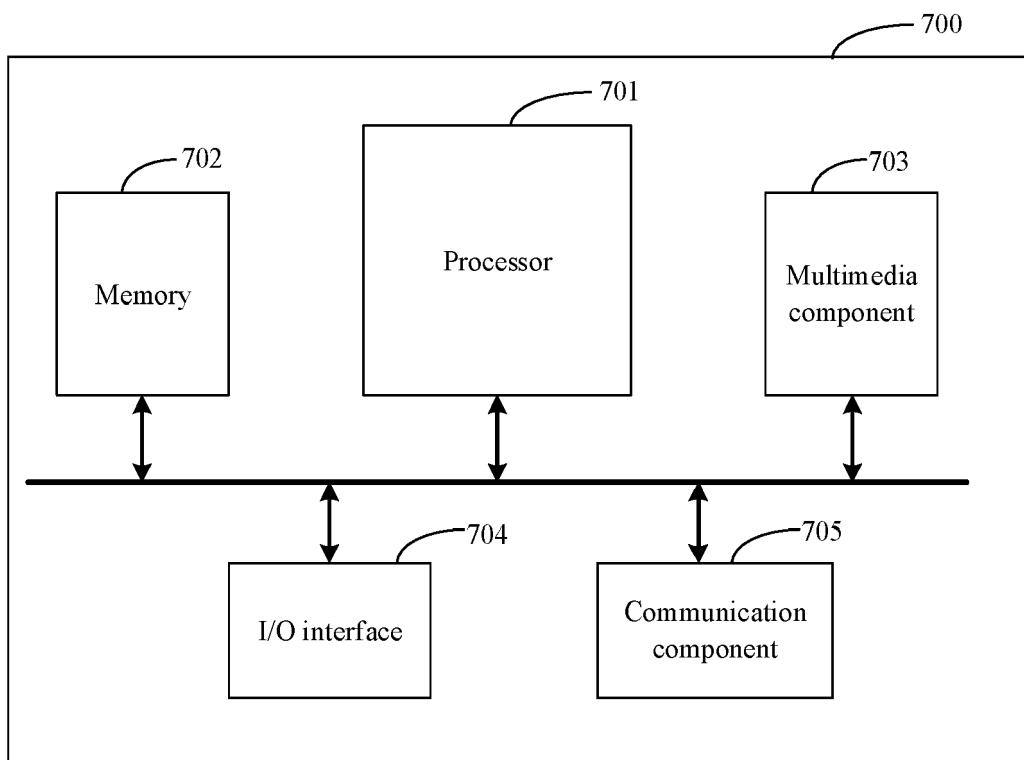 700
701
702
703
Processor
Memory
Multimedia
component
704
705
I/O interface
Communication
component